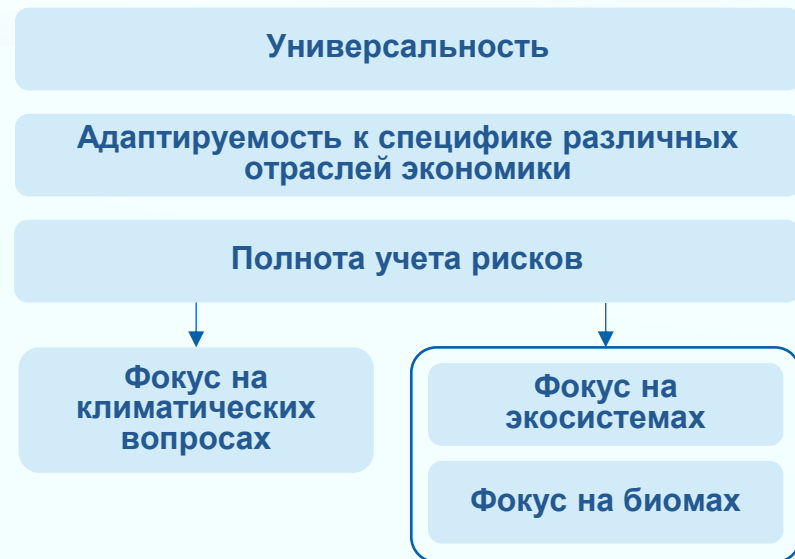 Универсальность
Адаптируемость к специфике различных
отраслей экономики
Полнота учета рисков
Фокус на
климатических
вопросах
Фокус на
экосистемах
Фокус на биомах